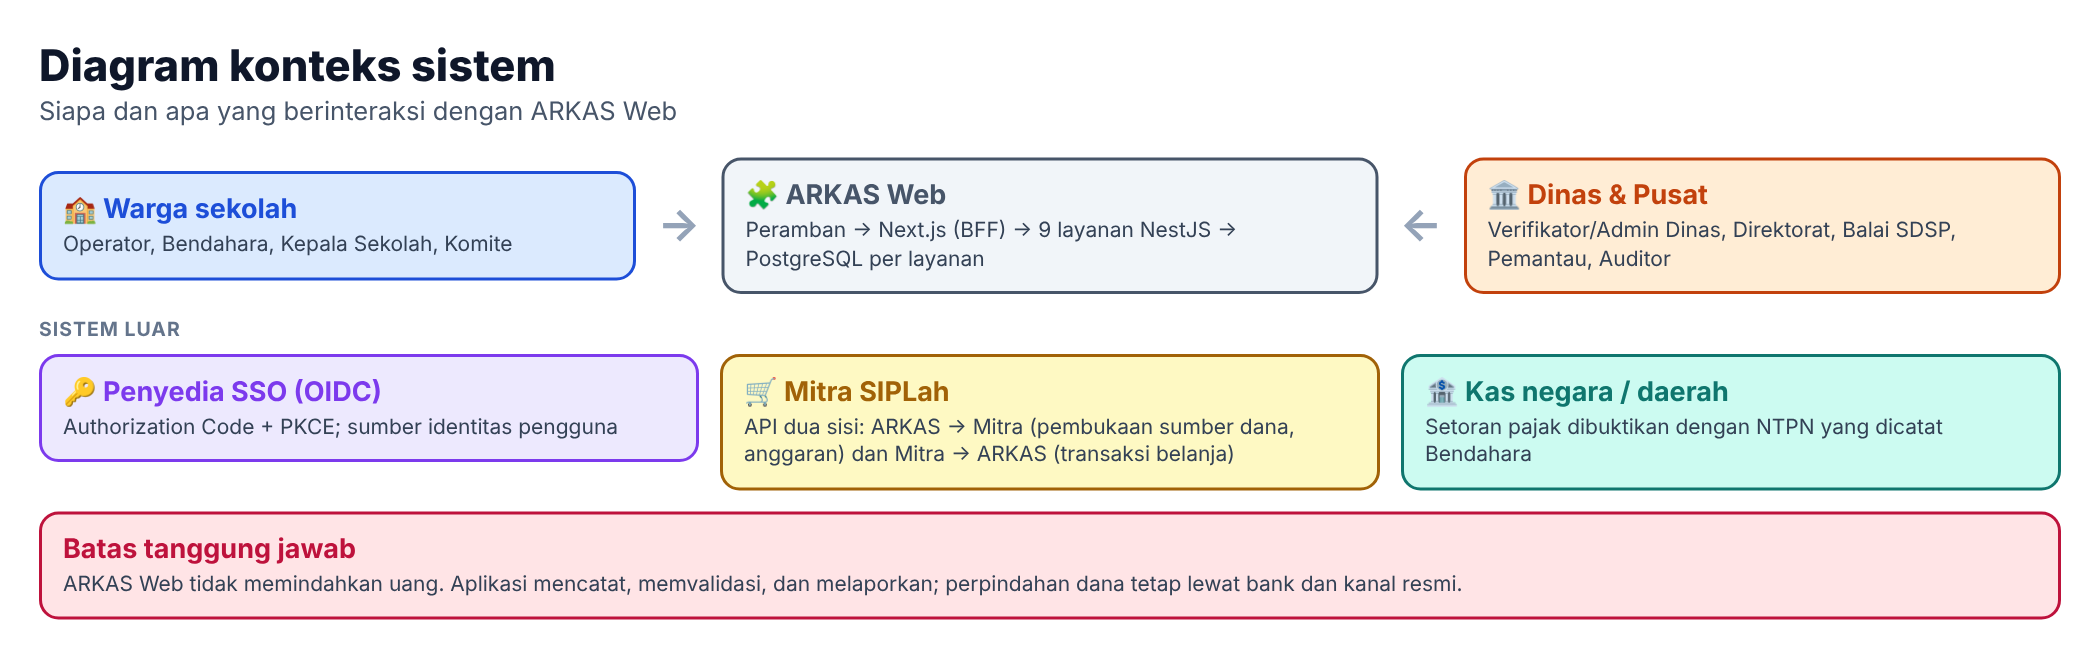 Diagram konteks sistem
Siapa dan apa yang berinteraksi dengan ARKAS Web
Warga sekolah
Operator, Bendahara, Kepala Sekolah, Komite
→
ARKAS Web
Peramban → Next.js (BFF) → 9 layanan NestJS →
PostgreSQL per layanan
←
Dinas & Pusat
Verifikator/Admin Dinas, Direktorat, Balai SDSP,
Pemantau, Auditor
SISTEM LUAR
Penyedia SSO (OIDC)
Authorization Code + PKCE; sumber identitas pengguna
Mitra SIPLah
API dua sisi: ARKAS → Mitra (pembukaan sumber dana,
anggaran) dan Mitra → ARKAS (transaksi belanja)
Kas negara / daerah
Setoran pajak dibuktikan dengan NTPN yang dicatat
Bendahara
Batas tanggung jawab
ARKAS Web tidak memindahkan uang. Aplikasi mencatat, memvalidasi, dan melaporkan; perpindahan dana tetap lewat bank dan kanal resmi.